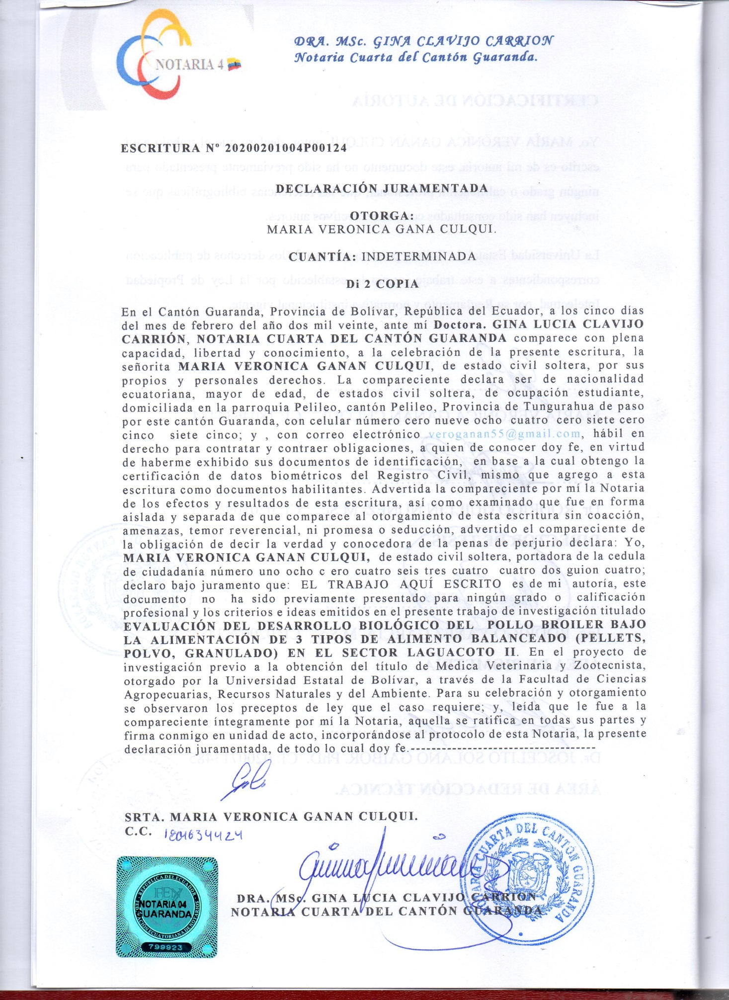 NOTARIA 4
DRA. MSc. GINA CLAVIJO CARRION
Notaria Cuarta del Cantón Guaranda.
ESCRITURA Nº 20200201004P00124
DECLARACIÓN JURAMENTADA
OTORGA:
MARIA VERONICA GANA CULQUI.
CUANTÍA: INDETERMINADA
Di 2 COPIA
En el Cantón Guaranda, Provincia de Bolívar, República del Ecuador, a los cinco días
del mes de febrero del año dos mil veinte, ante mí Doctora. GINA LUCIA CLAVIJO
CARRIÓN, NOTARIA CUARTA DEL CANTÓN GUARANDA comparece con plena
capacidad, libertad y conocimiento, a la celebración de la presente escritura, la
señorita MARIA VERONICA GANAN CULQUI, de estado civil soltera, por sus
propios y personales derechos. La compareciente declara ser de nacionalidad
ecuatoriana, mayor de edad, de estados civil soltera, de ocupación estudiante,
domiciliada en la parroquia Pelileo, cantón Pelileo, Provincia de Tungurahua de paso
por este cantón Guaranda, con celular número cero nueve ocho cuatro cero siete cero
cinco siete cinco; y , con correo electrónico veroganan55@gmail.com, hábil en
derecho para contratar y contraer obligaciones, a quien de conocer doy fe, en virtud
de haberme exhibido sus documentos de identificación, en base a la cual obtengo la
certificación de datos biométricos del Registro Civil, mismo que agrego a esta
escritura como documentos habilitantes. Advertida la compareciente por mí la Notaria
de los efectos y resultados de esta escritura, así como examinado que fue en forma
aislada y separada de que comparece al otorgamiento de esta escritura sin coacción,
amenazas, temor reverencial, ni promesa o seducción, advertido el compareciente de
la obligación de decir la verdad y conocedora de la penas de perjurio declara: Yo,
MARIA VERONICA GANAN CULQUI, de estado civil soltera, portadora de la cedula
de ciudadanía número uno ocho c ero cuatro seis tres cuatro cuatro dos guion cuatro;
declaro bajo juramento que: EL TRABAJO AQUÍ ESCRITO es de mi autoría, este
documento no ha sido previamente presentado para ningún grado o calificación
profesional y los criterios e ideas emitidos en el presente trabajo de investigación titulado
EVALUACIÓN DEL DESARROLLO BIOLÓGICO DEL POLLO BROILER BAJO
LA ALIMENTACIÓN DE 3 TIPOS DE ALIMENTO BALANCEADO (PELLETS,
POLVO, GRANULADO) EN EL SECTOR LAGUACOTO II. En el proyecto de
investigación previo a la obtención del título de Medica Veterinaria y Zootecnista,
otorgado por la Universidad Estatal de Bolívar, a través de la Facultad de Ciencias
Agropecuarias, Recursos Naturales y del Ambiente. Para su celebración y otorgamiento
se observaron los preceptos de ley que el caso requiere; y, leída que le fue a la
compareciente íntegramente por mí la Notaria, aquella se ratifica en todas sus partes y
firma conmigo en unidad de acto, incorporándose al protocolo de esta Notaria, la presente
declaración juramentada, de todo lo cual doy fe.-----------------------------------
SRTA. MARIA VERONICA GANAN CULQUI.
C.C. 1804634424
DRA. MSc. GINA LUCIA CLAVIJO CARRION
NOTARIA CUARTA DEL CANTÓN GUARANDA
NOTARIA CUARTA DEL CANTÓN GUARANDA
REPÚBLICA DEL ECUADOR
FEN
NOTARIA 04
GUARANDA
FEDERACIÓN ECUATORIANA DE NOTARIOS
799923